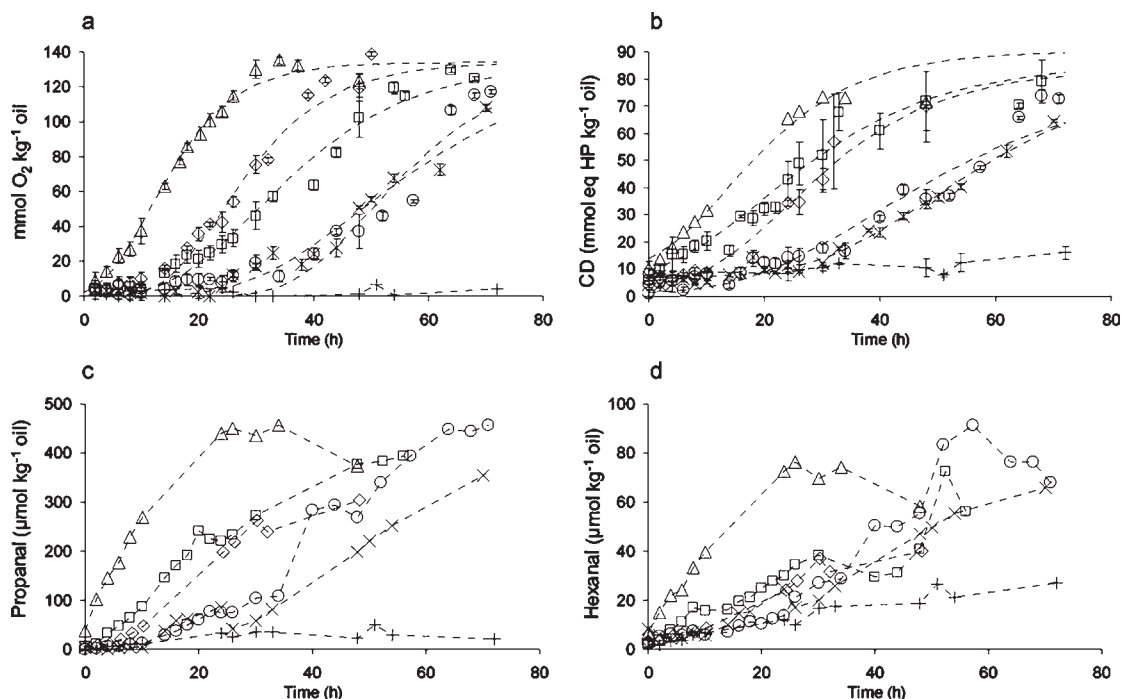 a
mmol O₂ kg⁻¹ oil
140
120
100
80
60
40
20
0
0 20 40 60 80
Time (h)
b
CD (mmol eq HP kg⁻¹ oil)
90
80
70
60
50
40
30
20
10
0
0 20 40 60 80
Time (h)
c
Propanal (µmol kg⁻¹ oil)
500
400
300
200
100
0
0 20 40 60 80
Time (h)
d
Hexanal (µmol kg⁻¹ oil)
100
80
60
40
20
0
0 20 40 60 80
Time (h)